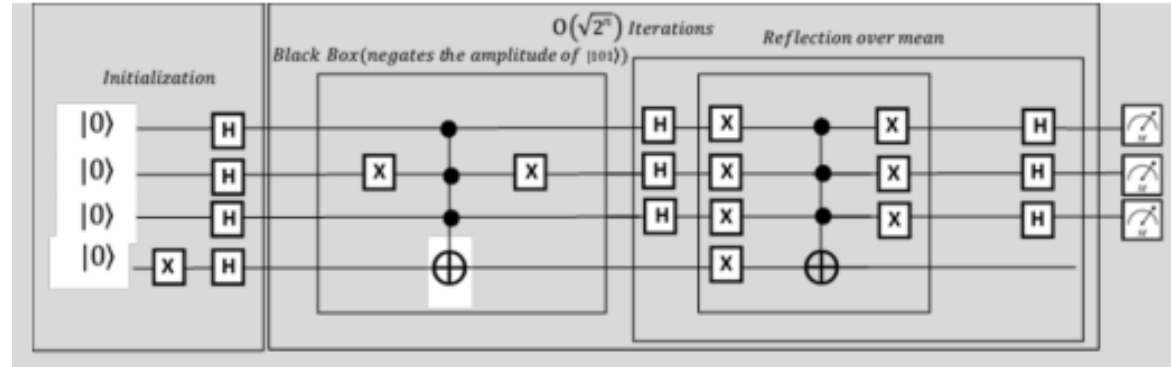 O(√2ⁿ) Iterations
Black Box(negates the amplitude of |101⟩)
Reflection over mean
Initialization
|0⟩ H H X X H
|0⟩ H X X H X X H
|0⟩ H H X X H
|0⟩ X H X